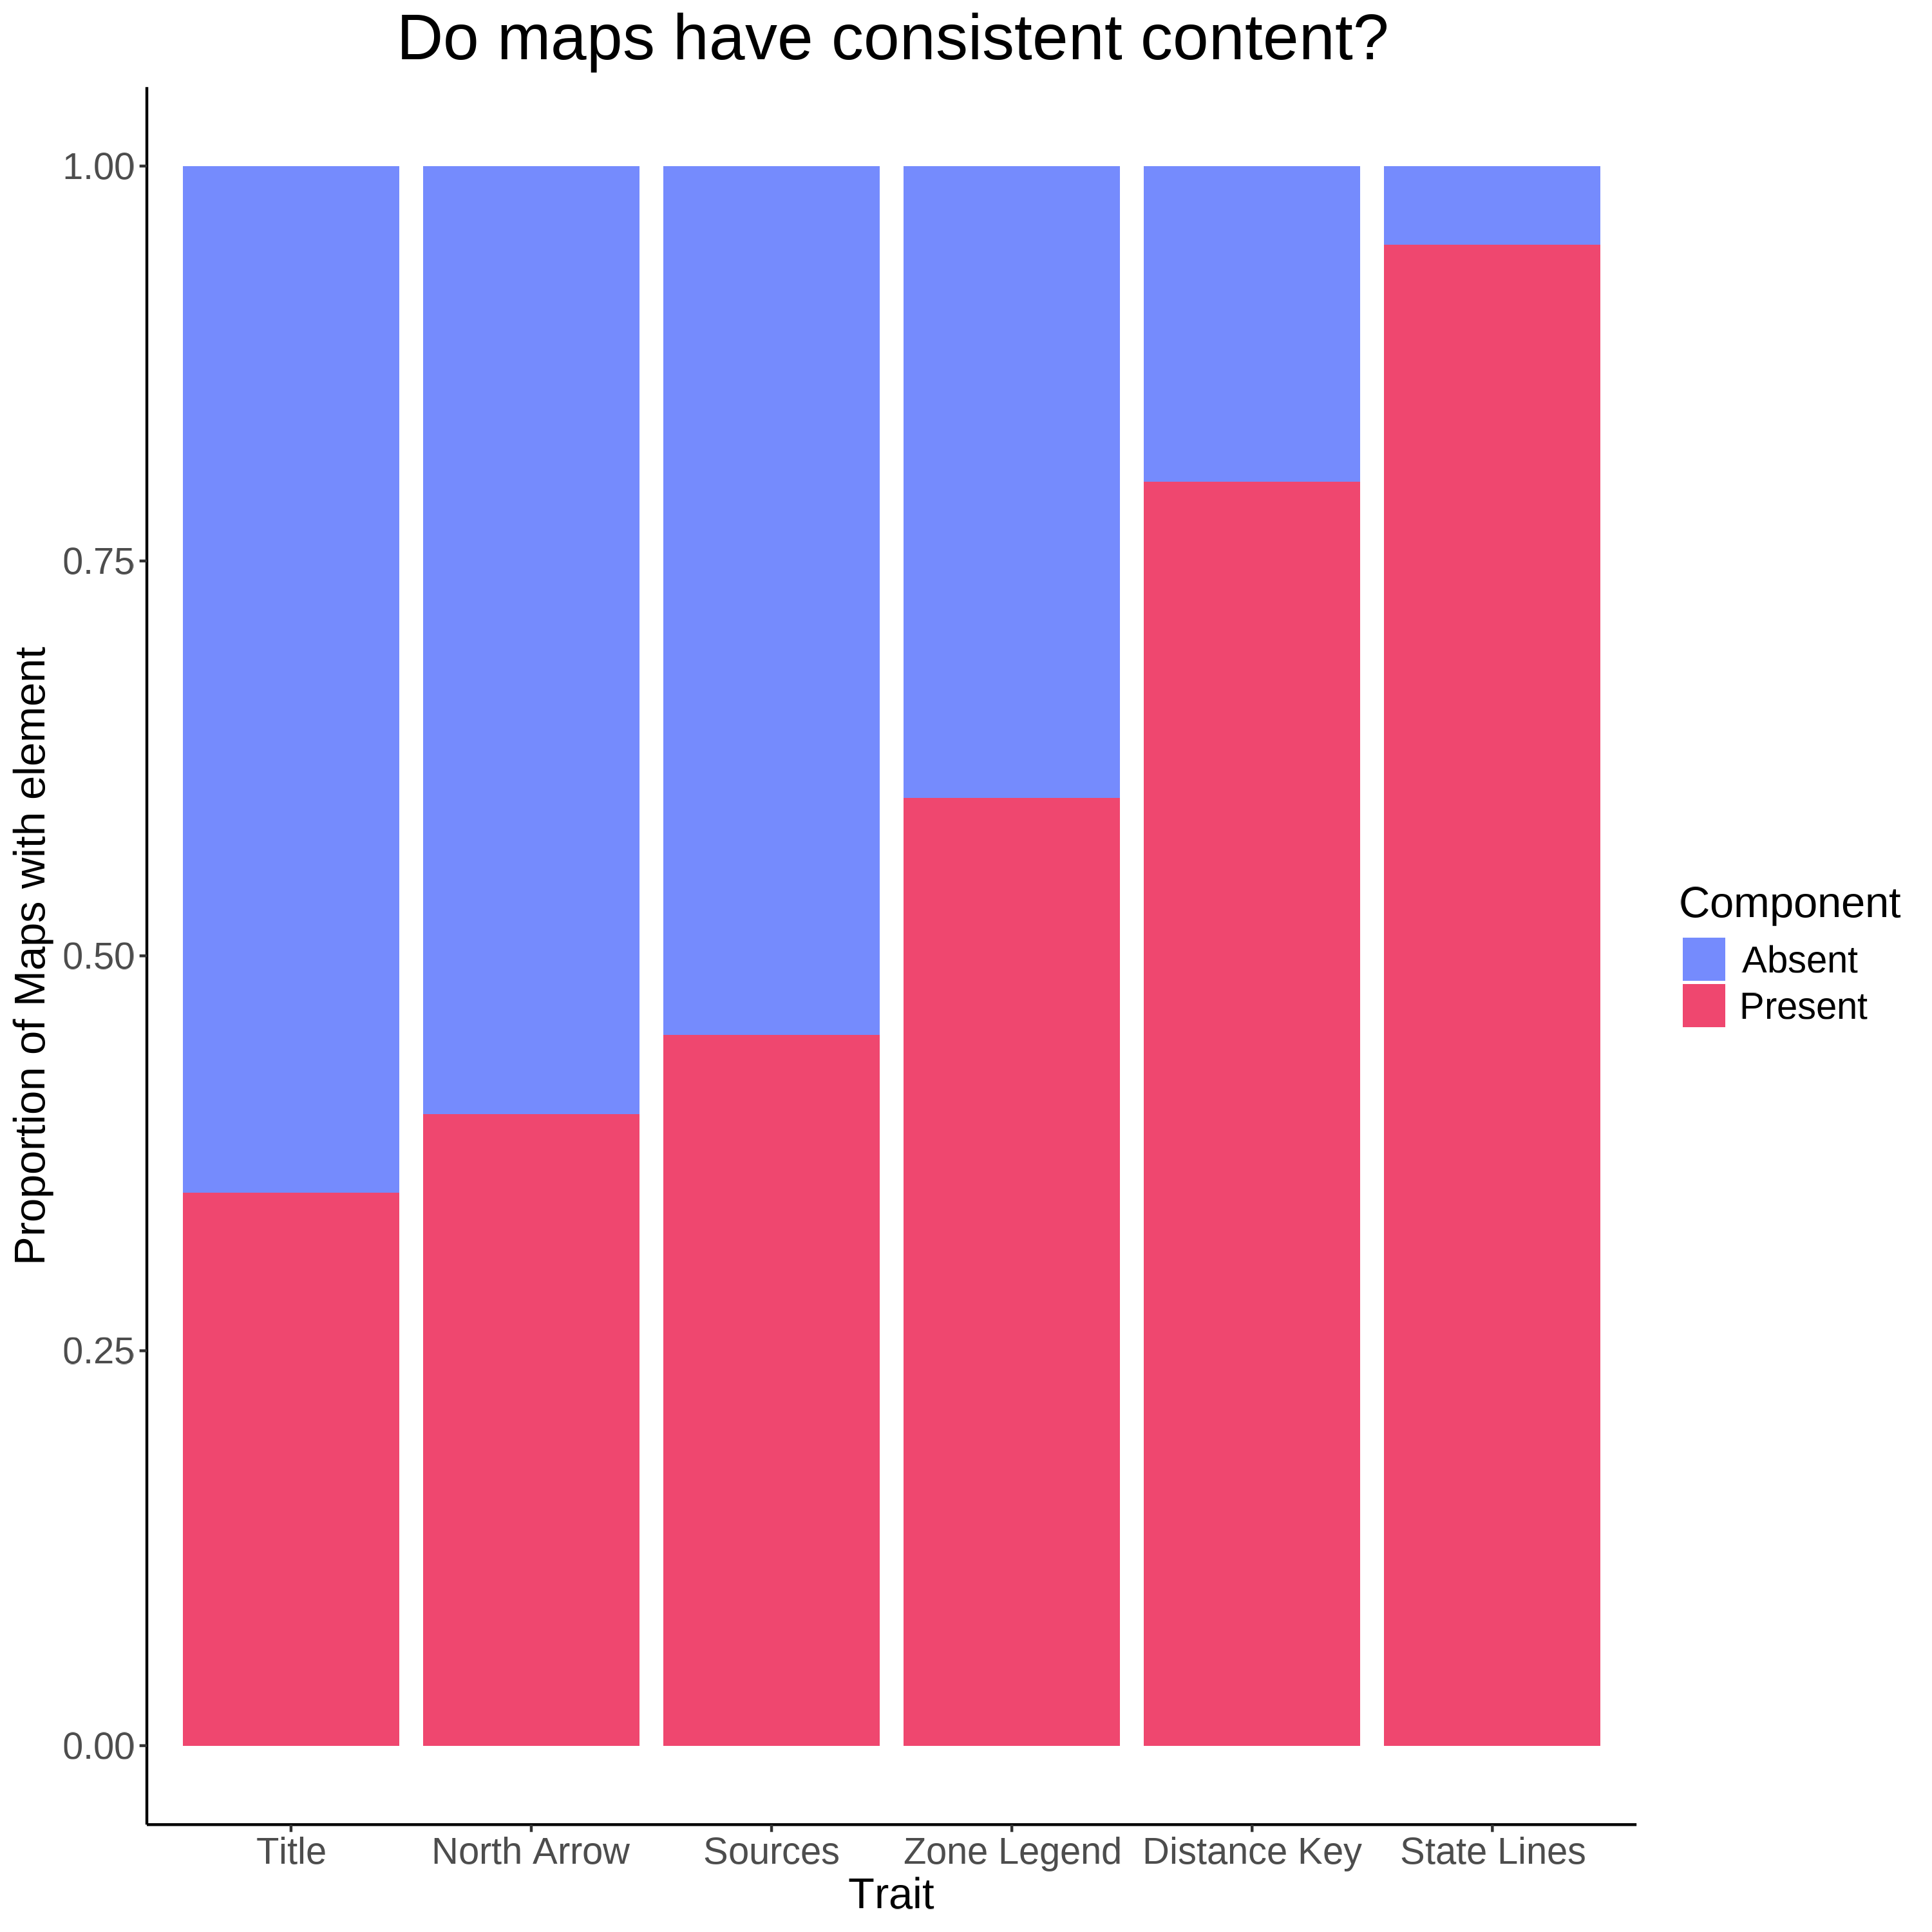 Do maps have consistent content?
Proportion of Maps with element
1.00
0.75
0.50
0.25
0.00
Title
North Arrow
Sources
Zone Legend
Distance Key
State Lines
Trait
Component
Absent
Present